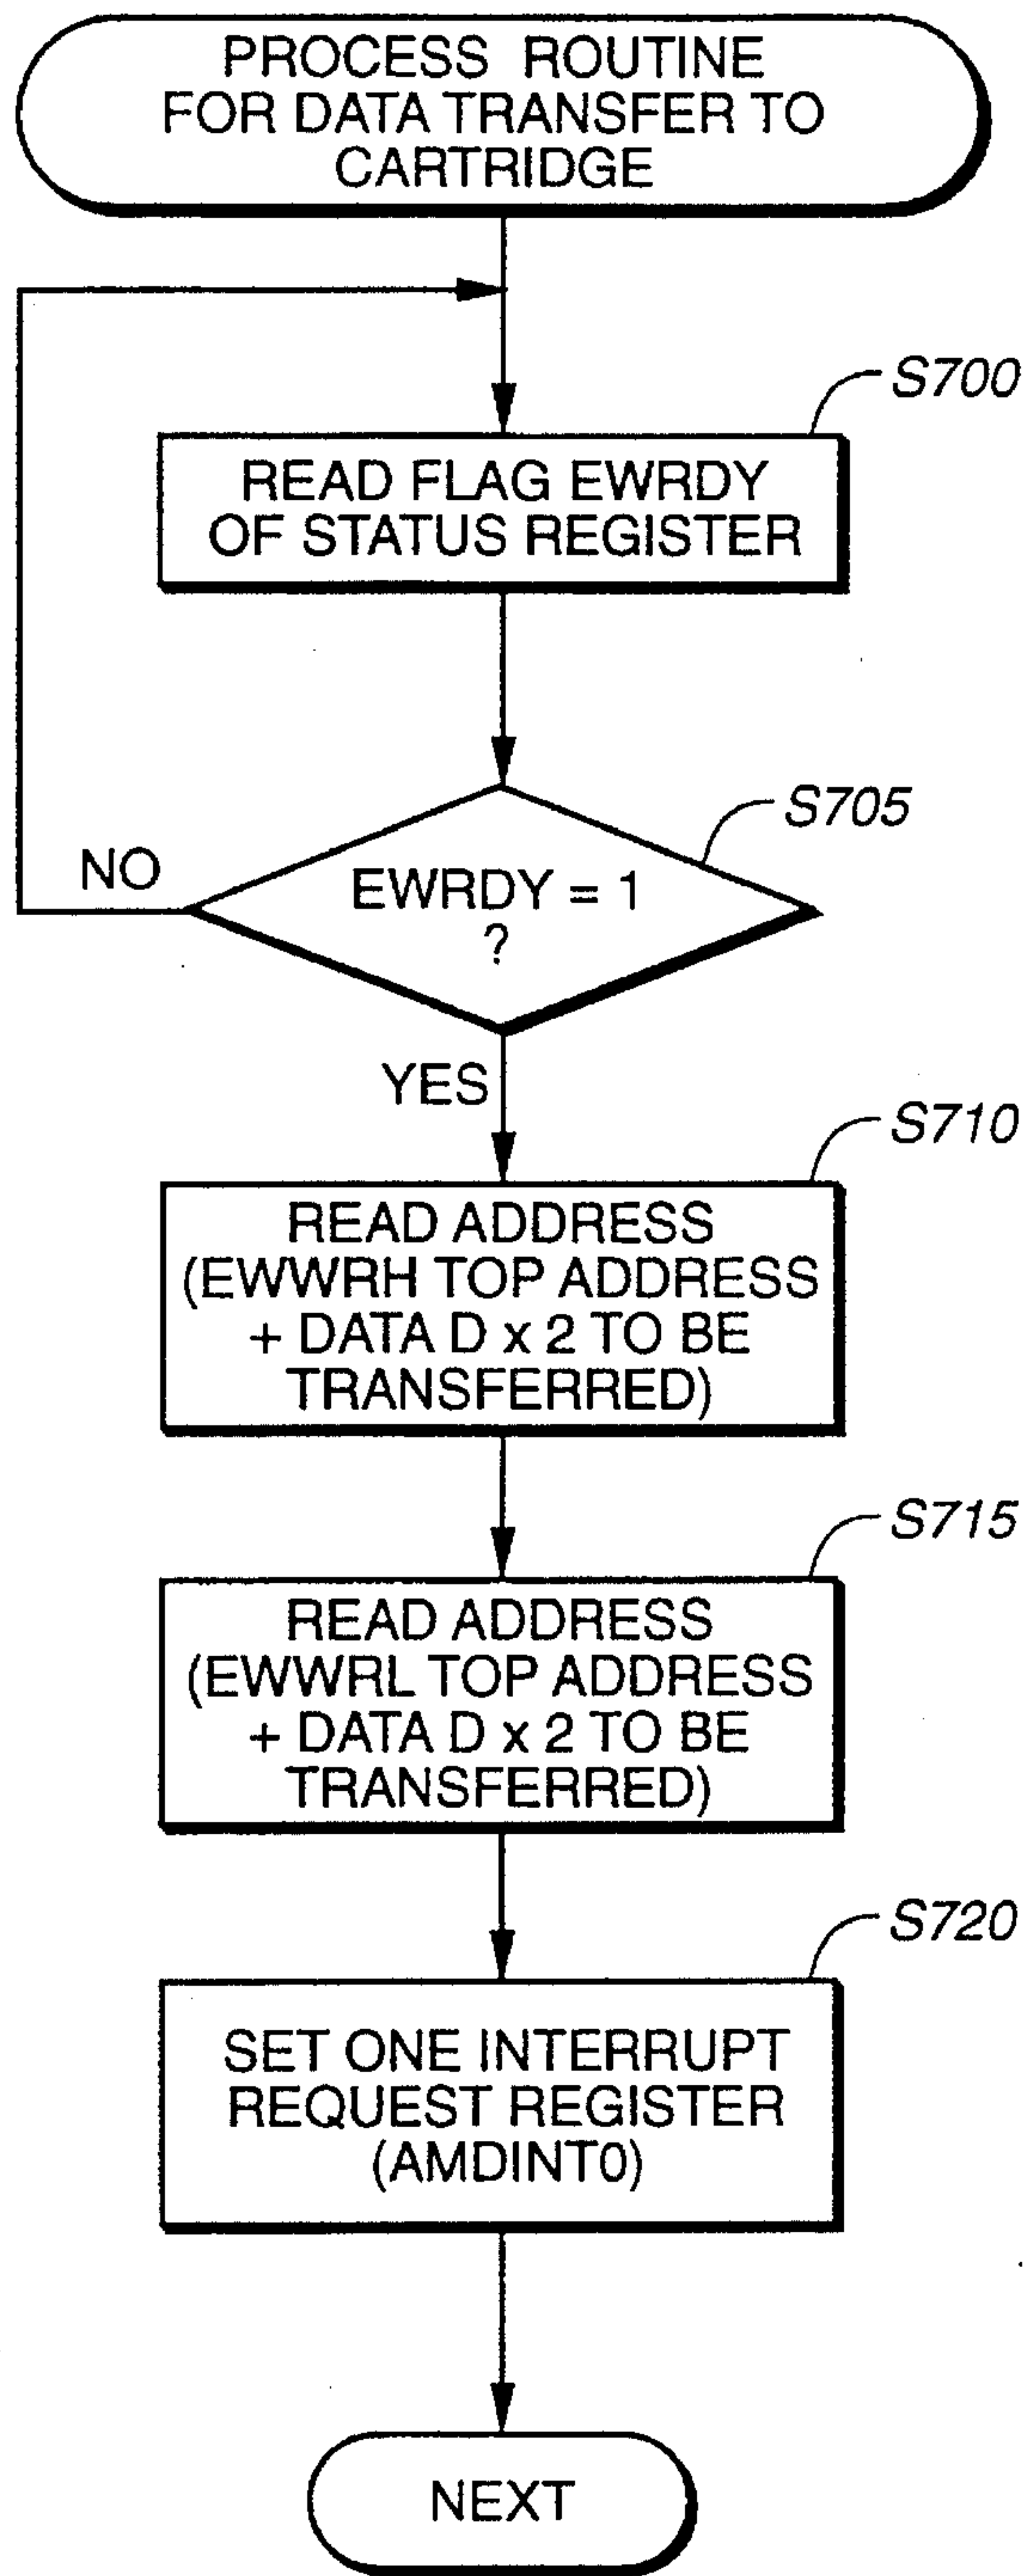 PROCESS ROUTINE
FOR DATA TRANSFER TO
CARTRIDGE
S700
READ FLAG EWRDY
OF STATUS REGISTER
S705
NO
EWRDY = 1
?
YES
S710
READ ADDRESS
(EWWRH TOP ADDRESS
+ DATA D x 2 TO BE
TRANSFERRED)
S715
READ ADDRESS
(EWWRL TOP ADDRESS
+ DATA D x 2 TO BE
TRANSFERRED)
S720
SET ONE INTERRUPT
REQUEST REGISTER
(AMDINT0)
NEXT